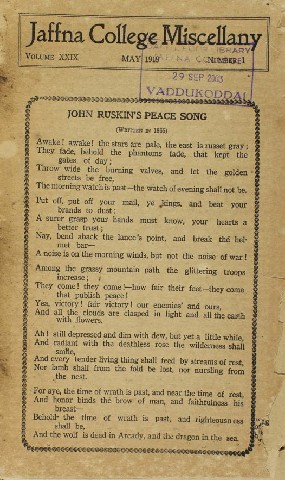 Jaffna College Miscellany
VOLUME XXIX
MAY 1919
NUMBER 1
LIBRARY
29 SEP 2003
VADDUKODDAI
JOHN RUSKIN'S PEACE SONG
(WRITTEN IN 1865)
Awake! awake! the stars are pale, the east is russet gray;
They fade, behold the phantoms fade, that kept the
gates of day;
Throw wide the burning valves, and let the golden
streets be free,
The morning watch is past—the watch of evening shall not be.
Put off, put off your mail, ye kings, and beat your
brands to dust:
A surer grasp your hands must know, your hearts a
better trust;
Nay, bend aback the lance's point, and break the hel-
met bar—
A noise is on the morning winds, but not the noise of war!
Among the grassy mountain path the glittering troops
increase;
They come! they come!—how fair their feet—they come
that publish peace!
Yea, victory! fair victory! our enemies' and ours,
And all the clouds are clasped in light and all the earth
with flowers.
Ah! still depressed and dim with dew, but yet a little while,
And radiant with the deathless rose the wilderness shall
smile,
And every tender living thing shall feed by streams of rest,
Nor lamb shall from the fold be lost, nor nursling from
the nest.
For aye, the time of wrath is past, and near the time of rest,
And honor binds the brow of man, and faithfulness his
breast—
Behold the time of wrath is past, and righteousness
shall be,
And the wolf is dead in Arcady, and the dragon in the sea.